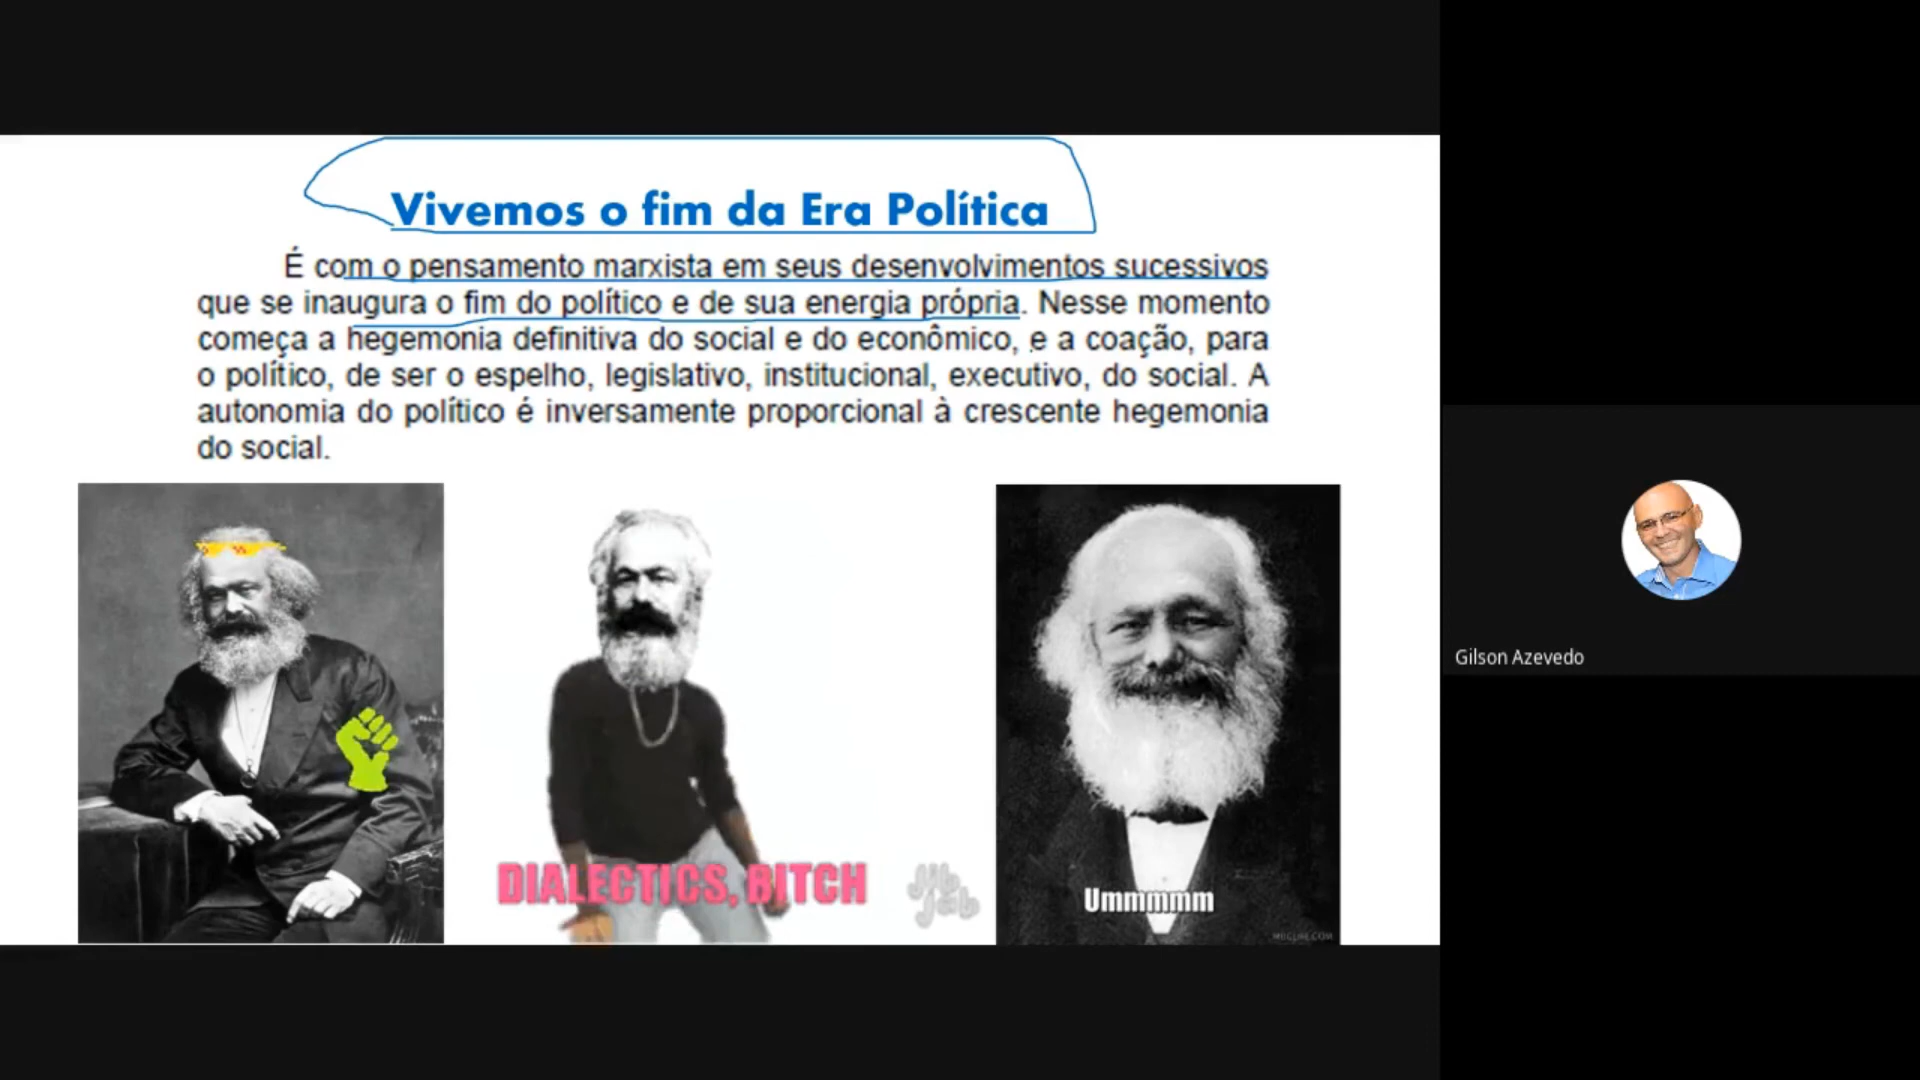 Vivemos o fim da Era Política
É com o pensamento marxista em seus desenvolvimentos sucessivos
que se inaugura o fim do político e de sua energia própria. Nesse momento
começa a hegemonia definitiva do social e do econômico, e a coação, para
o político, de ser o espelho, legislativo, institucional, executivo, do social. A
autonomia do político é inversamente proporcional à crescente hegemonia
do social.
DIALECTICS, BITCH
Jib
Jab
Ummmmm
Gilson Azevedo